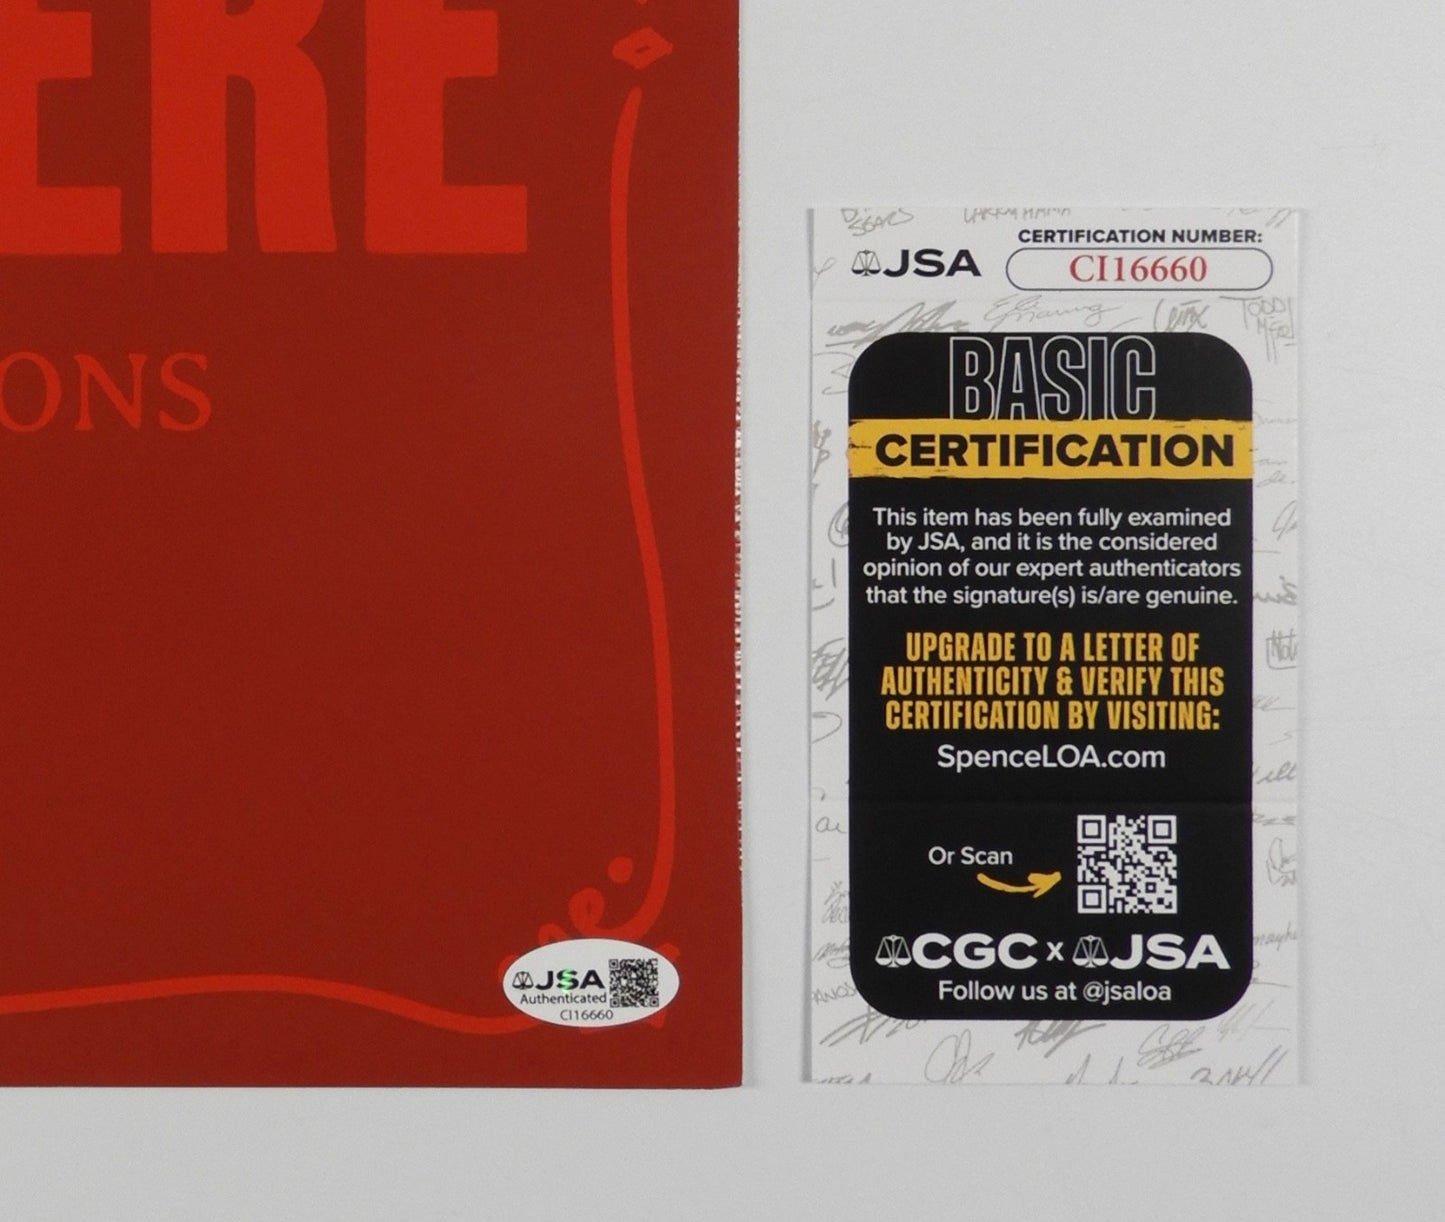 ERE
ONS
JSA
Authenticated
CI16660
JSA
CERTIFICATION NUMBER:
CI16660
BASIC
CERTIFICATION
This item has been fully examined
by JSA, and it is the considered
opinion of our expert authenticators
that the signature(s) is/are genuine.
UPGRADE TO A LETTER OF
AUTHENTICITY & VERIFY THIS
CERTIFICATION BY VISITING:
SpenceLOA.com
Or Scan
CGC x JSA
Follow us at @jsaloa